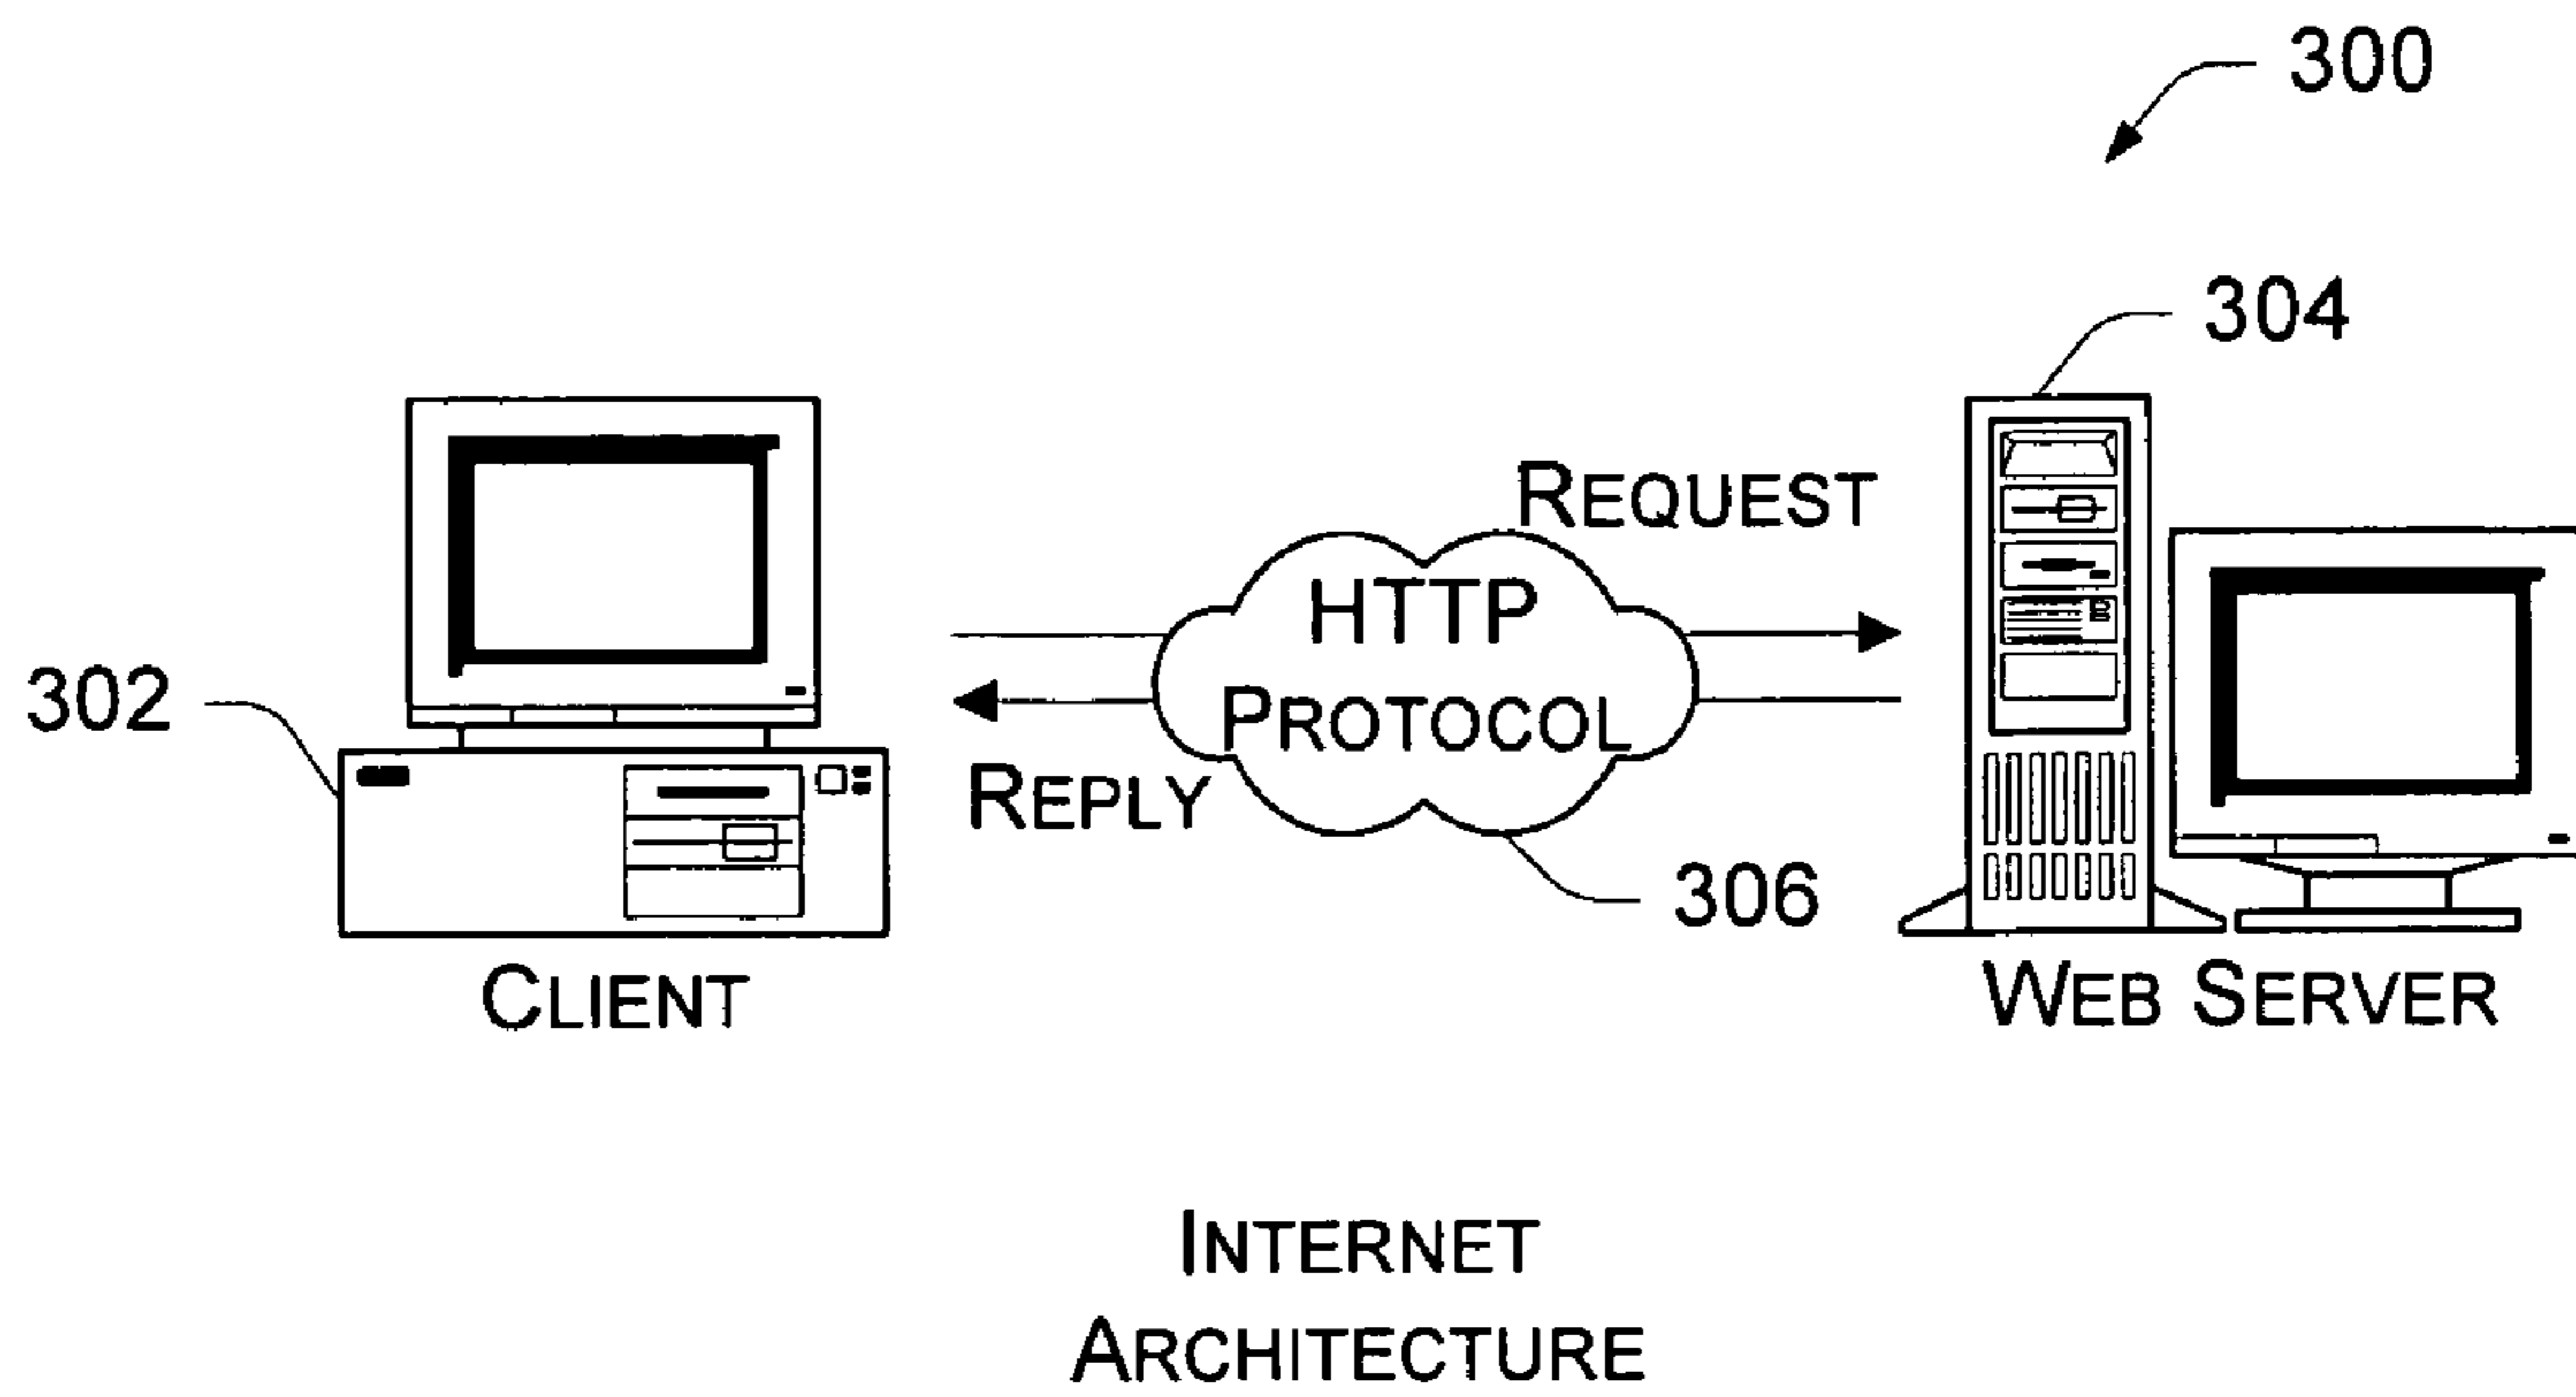 300
304
REQUEST
HTTP
PROTOCOL
302
REPLY
306
CLIENT
WEB SERVER
INTERNET
ARCHITECTURE